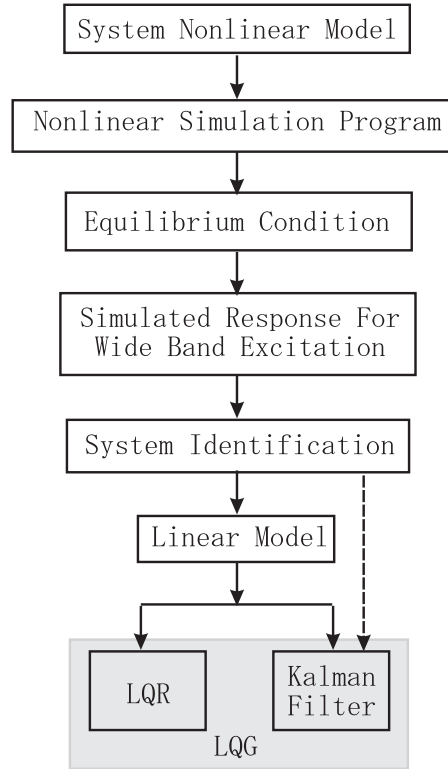 System Nonlinear Model
Nonlinear Simulation Program
Equilibrium Condition
Simulated Response For
Wide Band Excitation
System Identification
Linear Model
LQR
Kalman
Filter
LQG